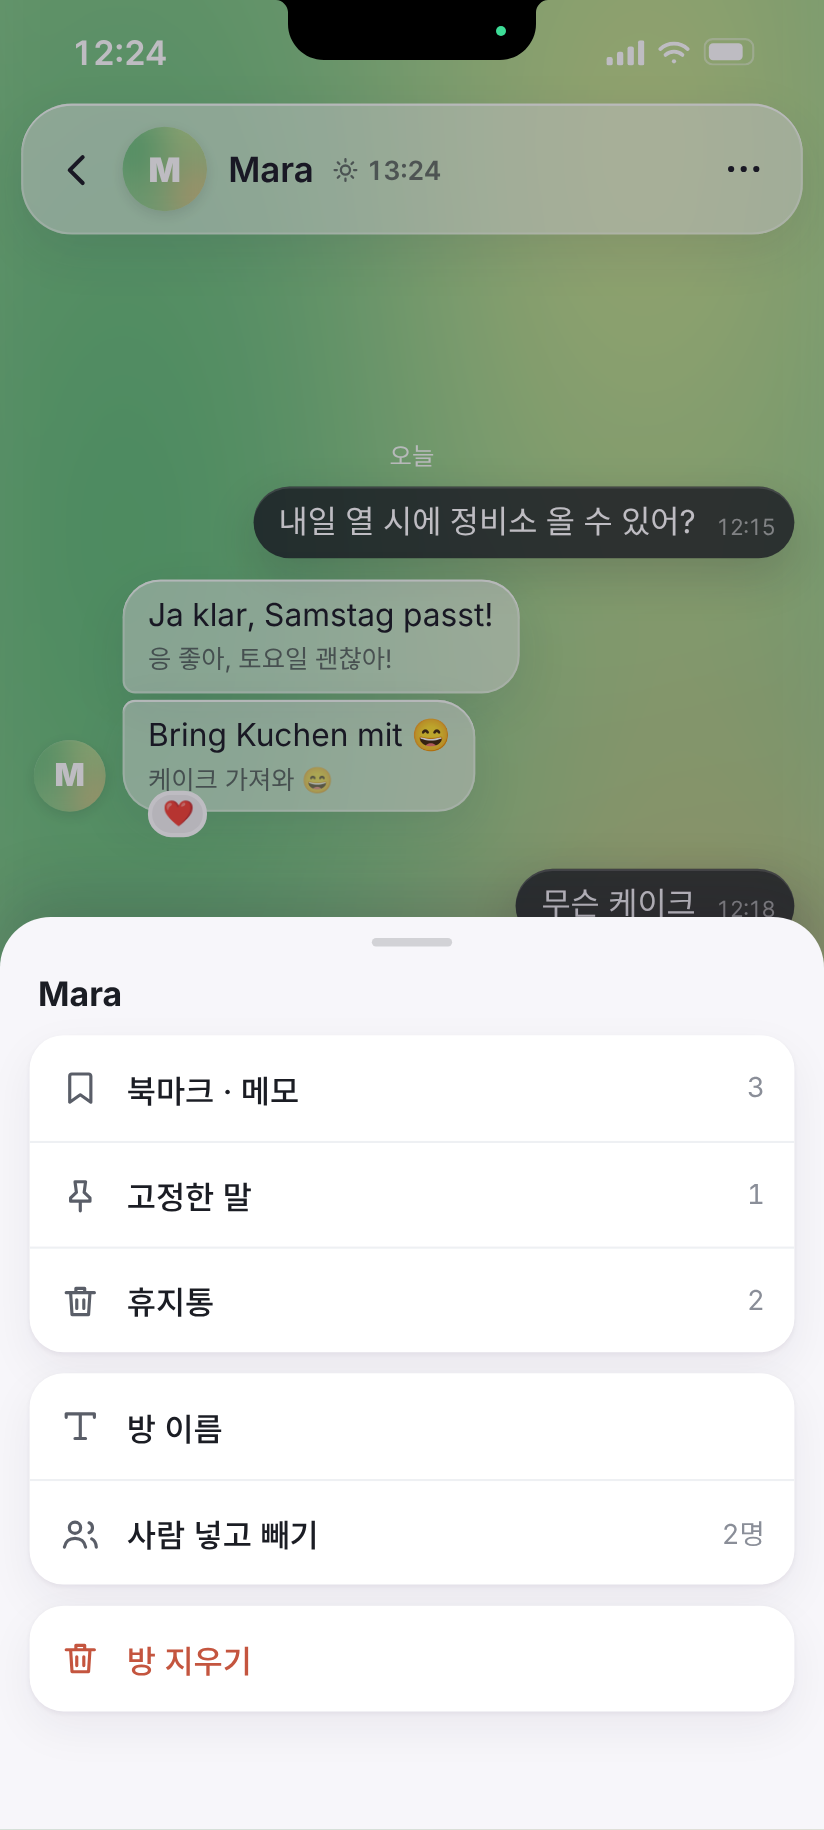 12:24
M Mara 13:24
오늘
내일 열 시에 정비소 올 수 있어? 12:15
Ja klar, Samstag passt!
응 좋아, 토요일 괜찮아!
Bring Kuchen mit 😄
케이크 가져와 😄
M
❤️
무슨 케이크 12:18
Mara
북마크 · 메모 3
고정한 말 1
휴지통 2
방 이름
사람 넣고 빼기 2명
방 지우기